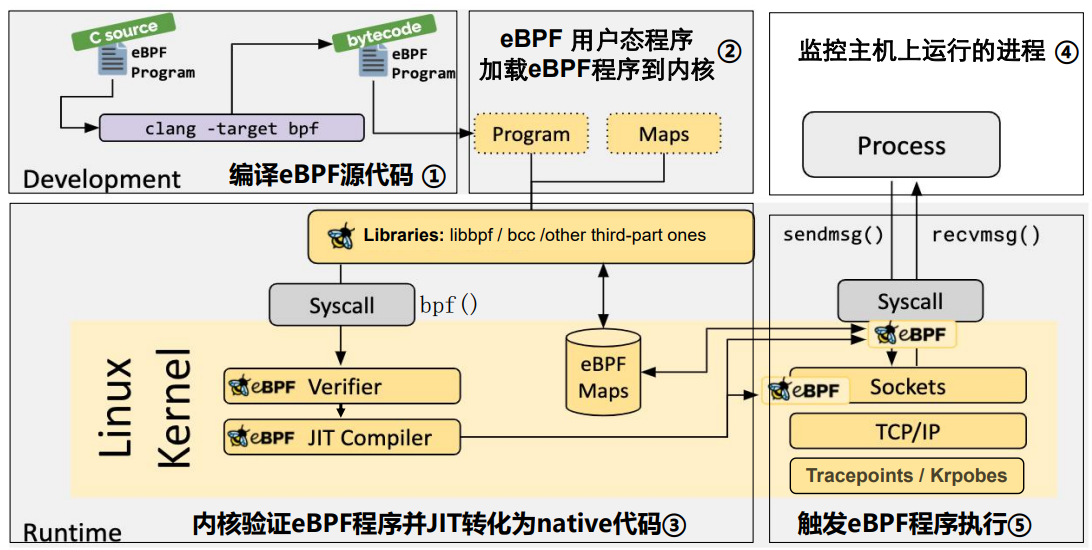 C source
eBPF
Program
bytecode
eBPF
Program
clang -target bpf
Development
编译eBPF源代码 ①
eBPF 用户态程序
加载eBPF程序到内核
②
Program
Maps
监控主机上运行的进程 ④
Process
sendmsg()
recvmsg()
Libraries: libbpf / bcc /other third-part ones
Syscall
bpf()
Linux
Kernel
eBPF Verifier
eBPF JIT Compiler
eBPF
Maps
Syscall
eBPF
eBPF
Sockets
TCP/IP
Tracepoints / Krpobes
Runtime
内核验证eBPF程序并JIT转化为native代码③
触发eBPF程序执行⑤